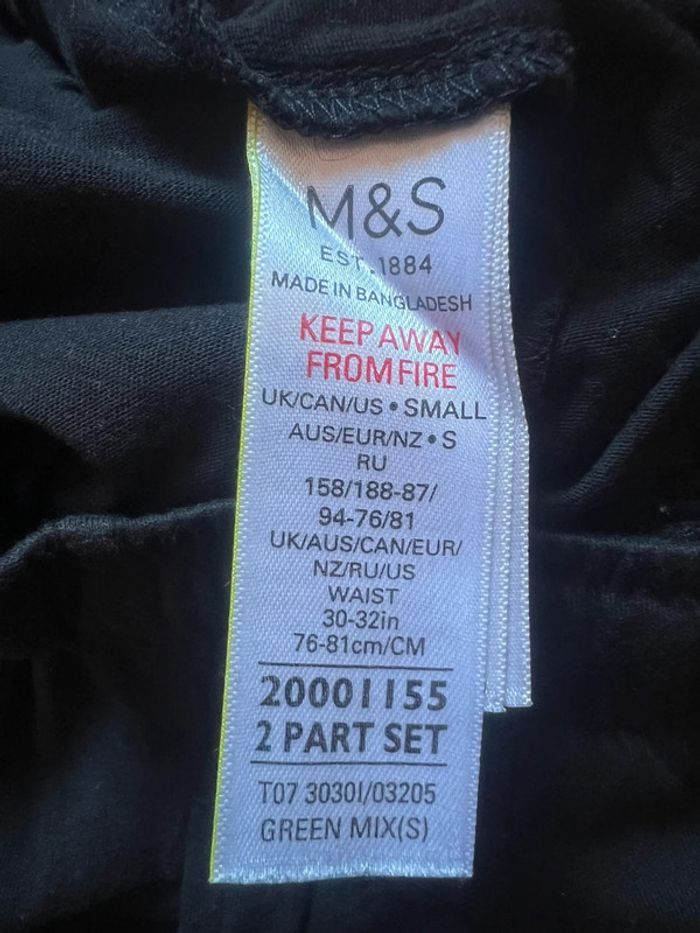 M&S
EST.1884
MADE IN BANGLADESH
KEEP AWAY
FROM FIRE
UK/CAN/US • SMALL
AUS/EUR/NZ • S
RU
158/188-87/
94-76/81
UK/AUS/CAN/EUR/
NZ/RU/US
WAIST
30-32in
76-81cm/CM
20001155
2 PART SET
T07 3030I/03205
GREEN MIX(S)